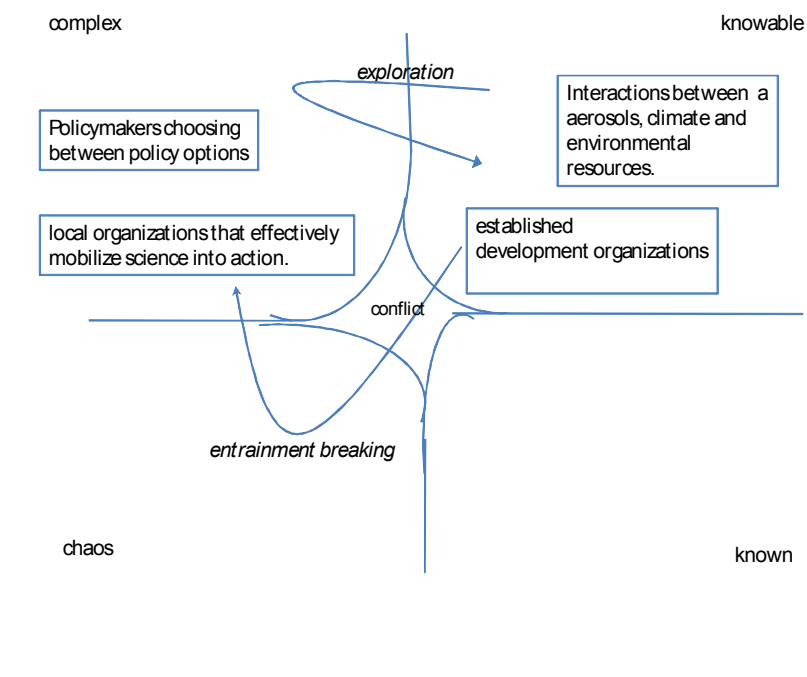 complex
knowable
exploration
Interactions between a
aerosols, climate and
environmental
resources.
Policymakers choosing
between policy options
local organizations that effectively
mobilize science into action.
established
development organizations
conflict
entrainment breaking
chaos
known